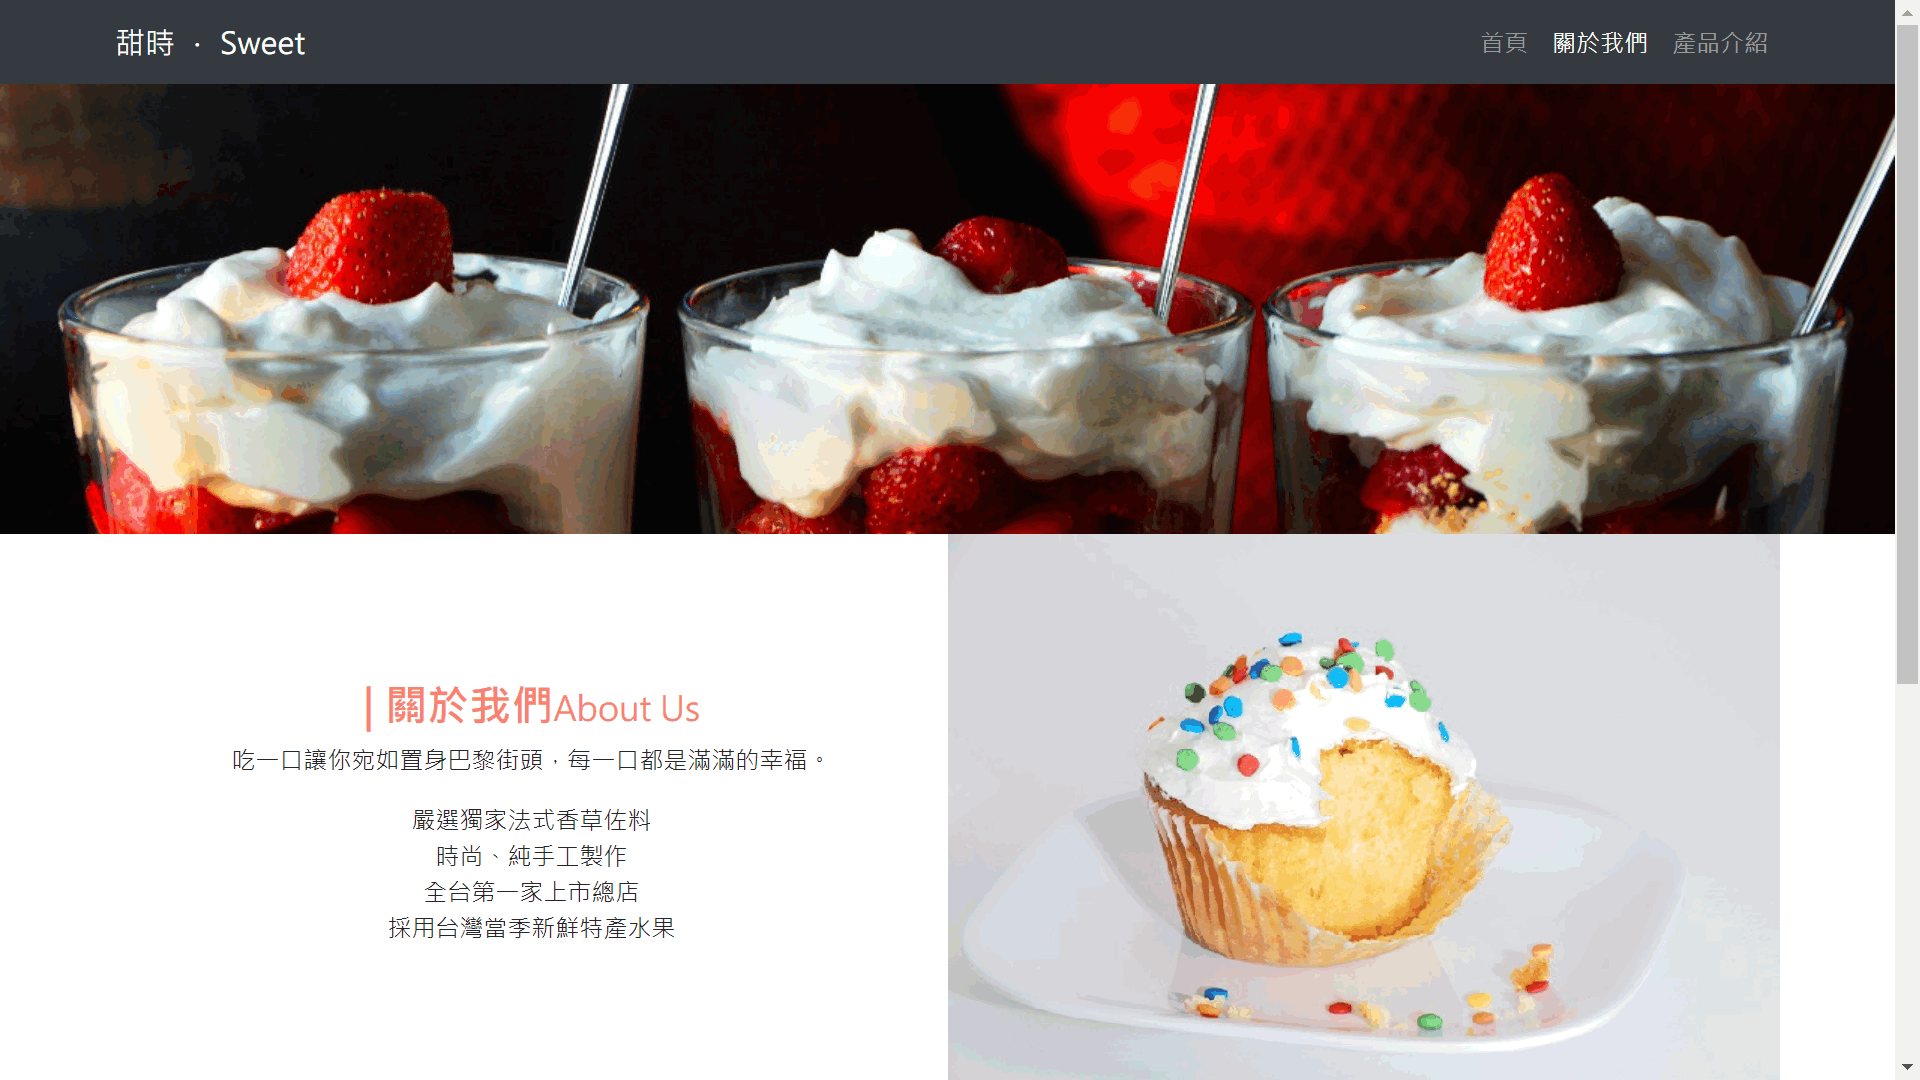 甜時 · Sweet
首頁 關於我們 產品介紹
| 關於我們About Us
吃一口讓你宛如置身巴黎街頭，每一口都是滿滿的幸福。
嚴選獨家法式香草佐料
時尚、純手工製作
全台第一家上市總店
採用台灣當季新鮮特產水果